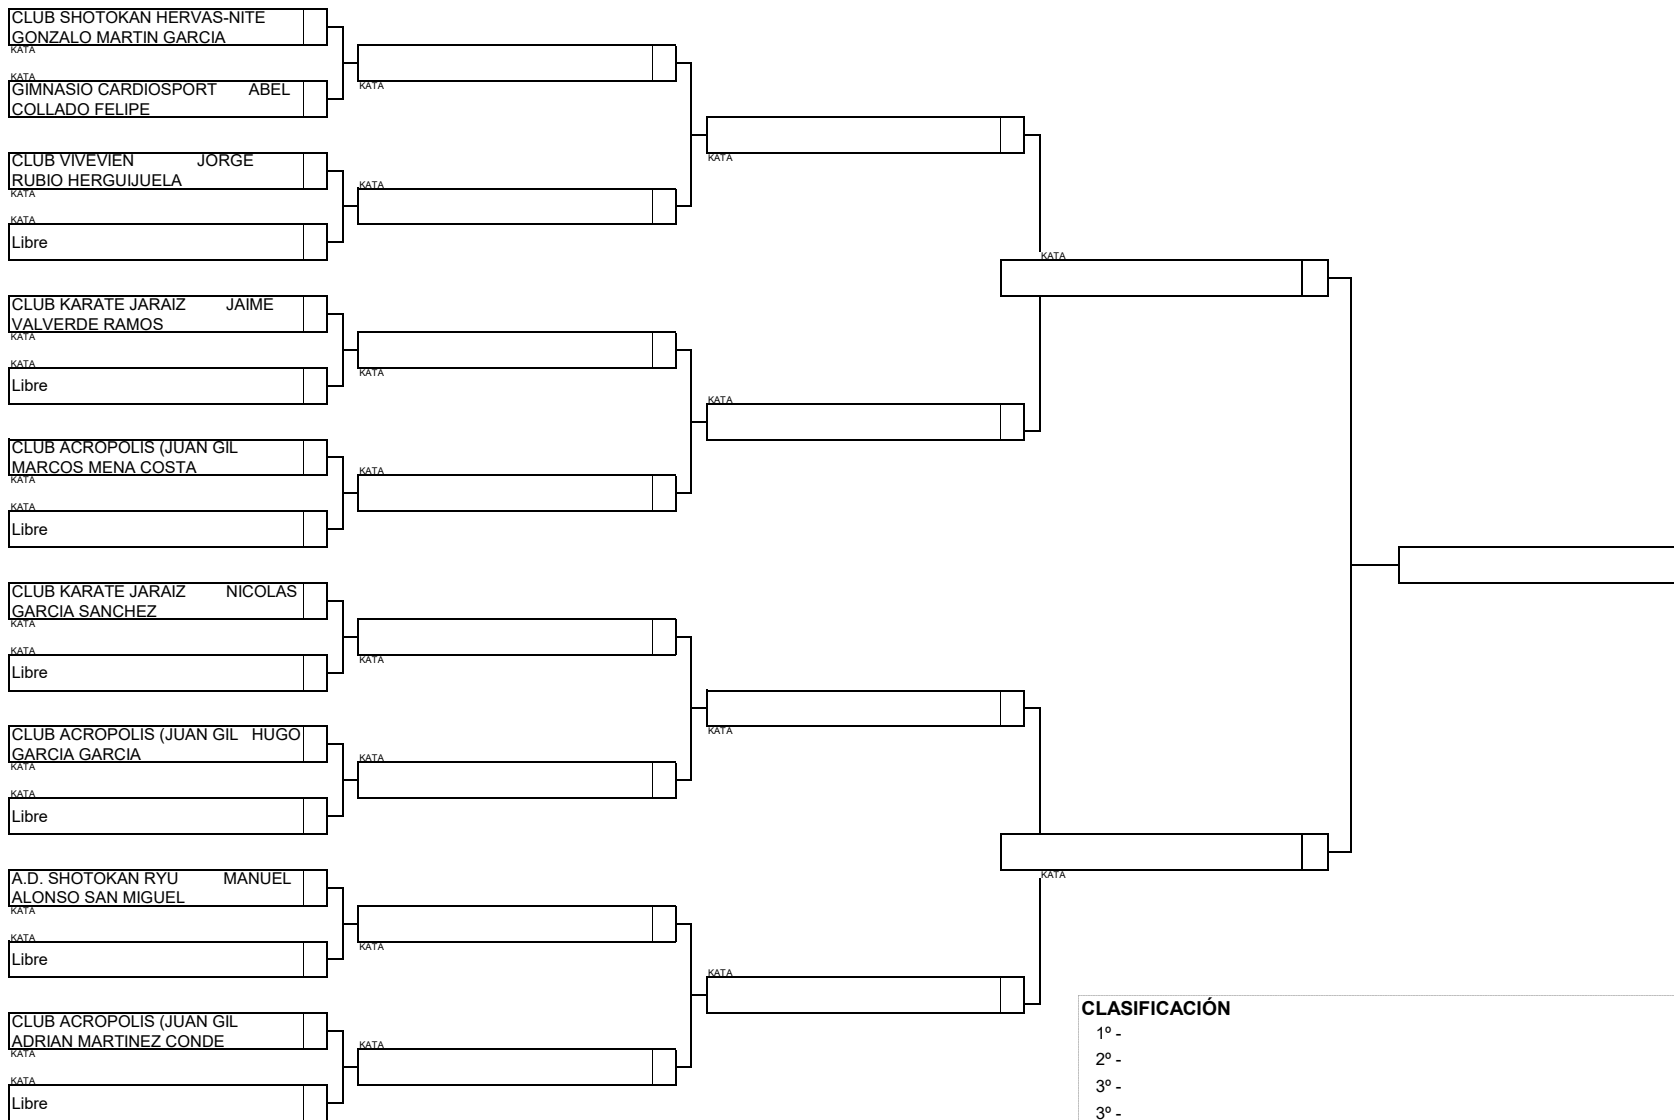 CLUB SHOTOKAN HERVAS-NITE
GONZALO MARTIN GARCIA
KATA
KATA
GIMNASIO CARDIOSPORT ABEL
COLLADO FELIPE
CLUB VIVEVIEN JORGE
RUBIO HERGUIJUELA
KATA
KATA
Libre
CLUB KARATE JARAIZ JAIME
VALVERDE RAMOS
KATA
KATA
Libre
CLUB ACROPOLIS (JUAN GIL
MARCOS MENA COSTA
KATA
KATA
Libre
CLUB KARATE JARAIZ NICOLAS
GARCIA SANCHEZ
KATA
KATA
Libre
CLUB ACROPOLIS (JUAN GIL HUGO
GARCIA GARCIA
KATA
KATA
Libre
A.D. SHOTOKAN RYU MANUEL
ALONSO SAN MIGUEL
KATA
KATA
Libre
CLUB ACROPOLIS (JUAN GIL
ADRIAN MARTINEZ CONDE
KATA
KATA
Libre
KATA
KATA
KATA
KATA
KATA
KATA
KATA
KATA
KATA
KATA
KATA
KATA
KATA
KATA
CLASIFICACIÓN
1º -
2º -
3º -
3º -